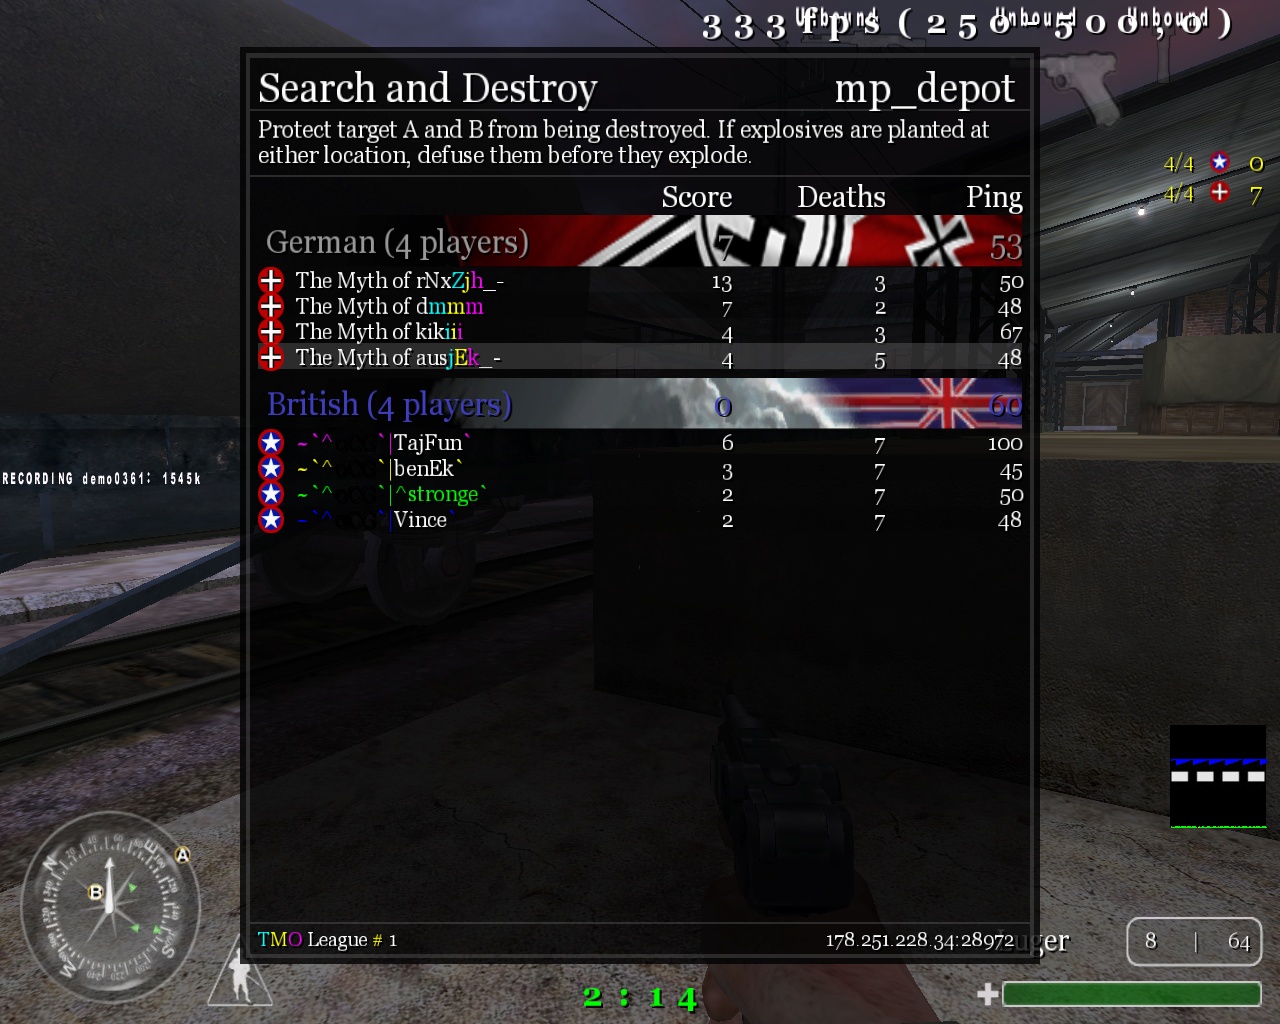 Unbound Unbound Unbound
333fps (250-500,0)
Search and Destroy mp_depot
Protect target A and B from being destroyed. If explosives are planted at
either location, defuse them before they explode.
4/4 0
4/4 7
Score Deaths Ping
German (4 players) 7 53
The Myth of rNxZjh_- 13 3 50
The Myth of dmmm 7 2 48
The Myth of kikiii 4 3 67
The Myth of ausjEk_- 4 5 48
British (4 players) 0 60
|TajFun` 6 7 100
|benEk` 3 7 45
|^stronge` 2 7 50
|Vince` 2 7 48
RECORDING demo0361: 1545k
A
B
TMO League # 1 178.251.228.34:28972
Luger
8 | 64
2:14